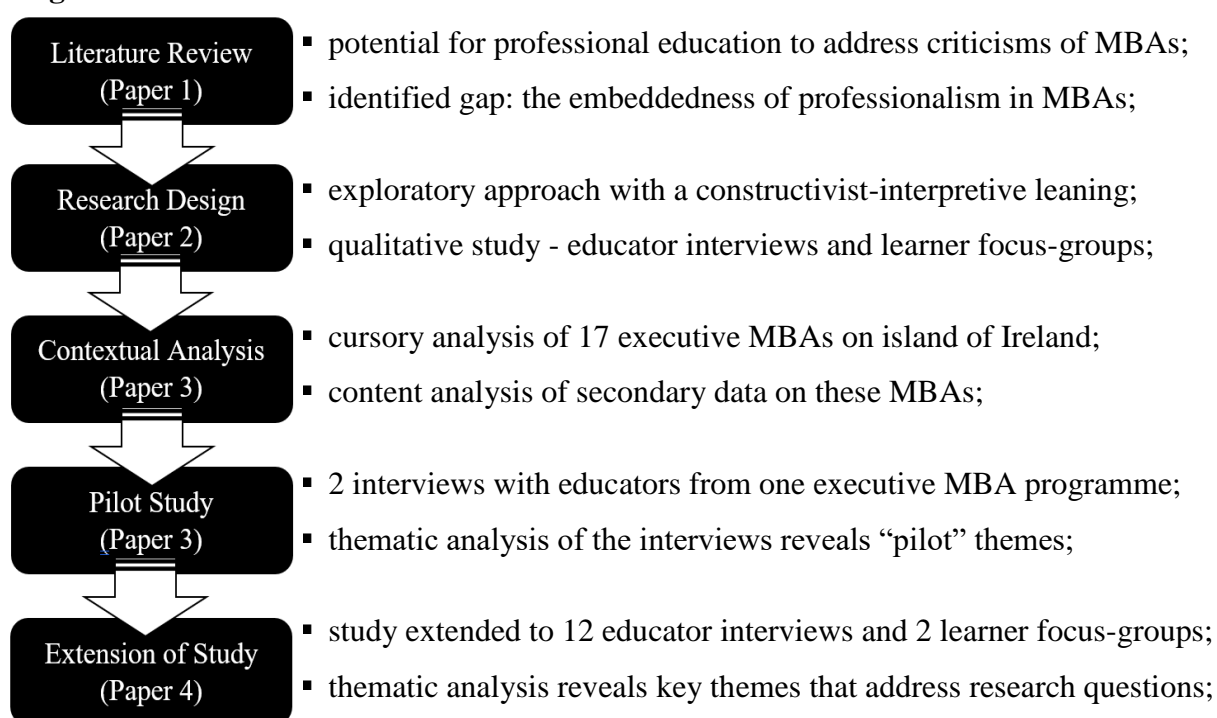 Literature Review
(Paper 1)
▪ potential for professional education to address criticisms of MBAs;
▪ identified gap: the embeddedness of professionalism in MBAs;
Research Design
(Paper 2)
▪ exploratory approach with a constructivist-interpretive leaning;
▪ qualitative study - educator interviews and learner focus-groups;
Contextual Analysis
(Paper 3)
▪ cursory analysis of 17 executive MBAs on island of Ireland;
▪ content analysis of secondary data on these MBAs;
Pilot Study
(Paper 3)
▪ 2 interviews with educators from one executive MBA programme;
▪ thematic analysis of the interviews reveals “pilot” themes;
Extension of Study
(Paper 4)
▪ study extended to 12 educator interviews and 2 learner focus-groups;
▪ thematic analysis reveals key themes that address research questions;